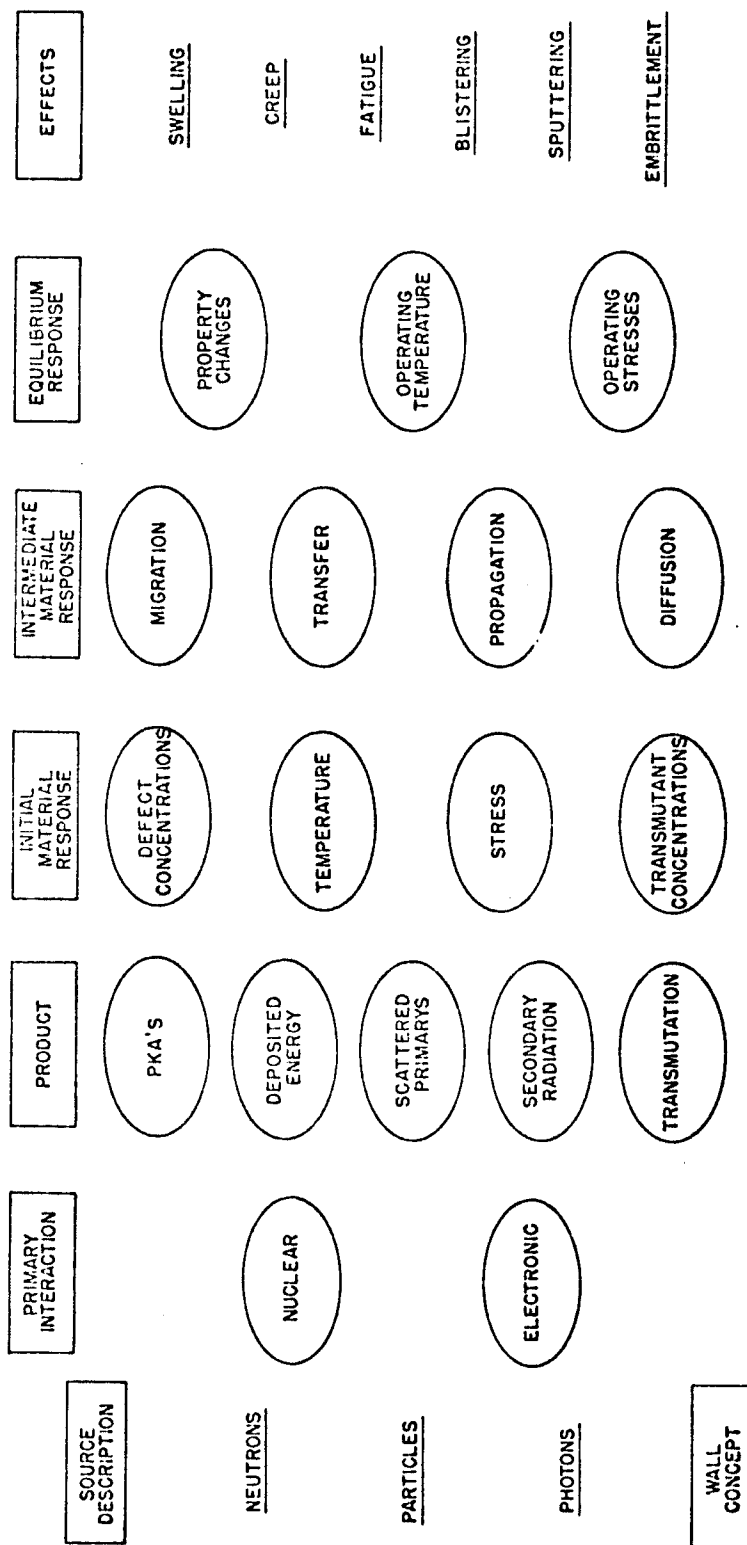 SOURCE
DESCRIPTION
NEUTRONS
PARTICLES
PHOTONS
WALL
CONCEPT
PRIMARY
INTERACTION
NUCLEAR
ELECTRONIC
PRODUCT
PKA'S
DEPOSITED
ENERGY
SCATTERED
PRIMARYS
SECONDARY
RADIATION
TRANSMUTATION
INITIAL
MATERIAL
RESPONSE
DEFECT
CONCENTRATIONS
TEMPERATURE
STRESS
TRANSMUTANT
CONCENTRATIONS
INTERMEDIATE
MATERIAL
RESPONSE
MIGRATION
TRANSFER
PROPAGATION
DIFFUSION
EQUILIBRIUM
RESPONSE
PROPERTY
CHANGES
OPERATING
TEMPERATURE
OPERATING
STRESSES
EFFECTS
SWELLING
CREEP
FATIGUE
BLISTERING
SPUTTERING
EMBRITTLEMENT